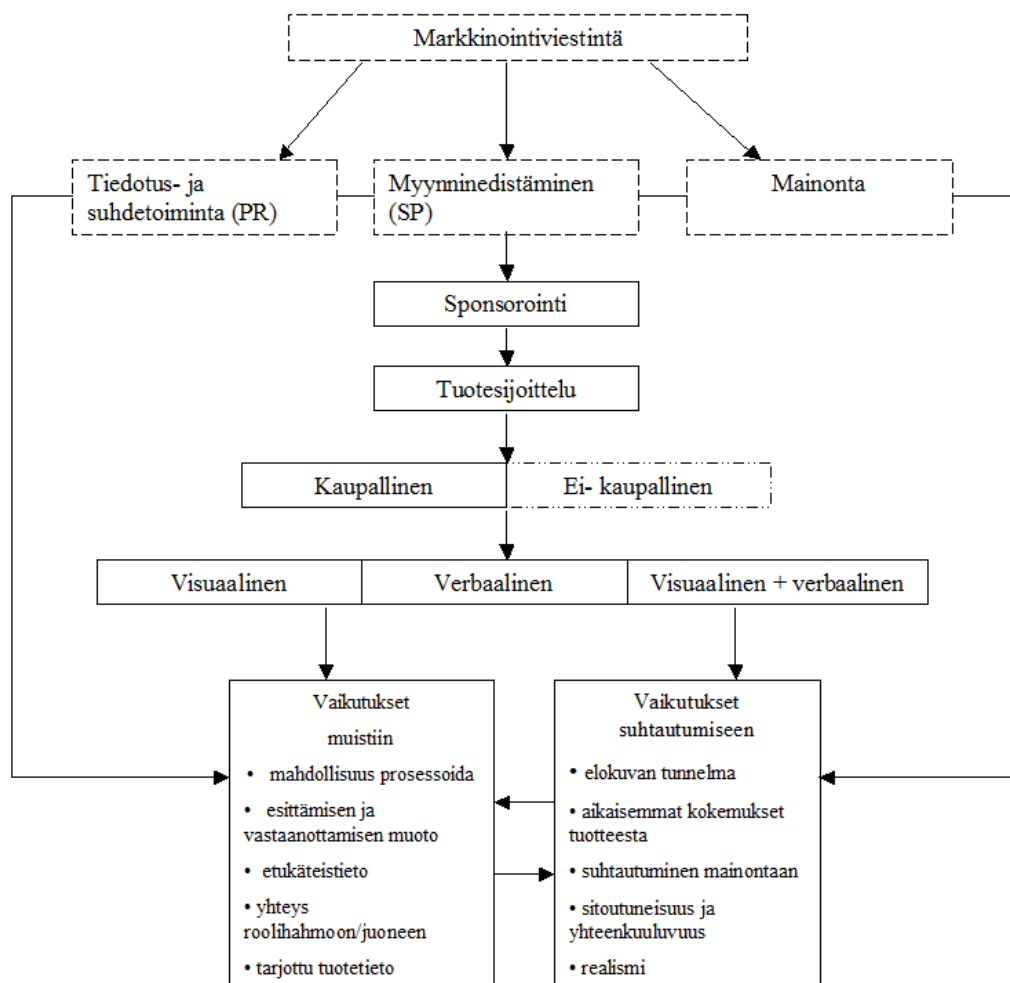 Markkinointiviestintä
Tiedotus- ja
suhdetoiminta (PR)
Myynninedistäminen
(SP)
Mainonta
Sponsorointi
Tuotesijoittelu
Kaupallinen
Ei- kaupallinen
Visuaalinen
Verbaalinen
Visuaalinen + verbaalinen
Vaikutukset
muistiin
• mahdollisuus prosessoida
• esittämisen ja
vastaanottamisen muoto
• etukäteistieto
• yhteys
roolihahmoon/juoneen
• tarjottu tuotetieto
Vaikutukset
suhtautumiseen
• elokuvan tunnelma
• aikaisemmat kokemukset
tuotteesta
• suhtautuminen mainontaan
• sitoutuneisuus ja
yhteenkuuluvuus
• realismi